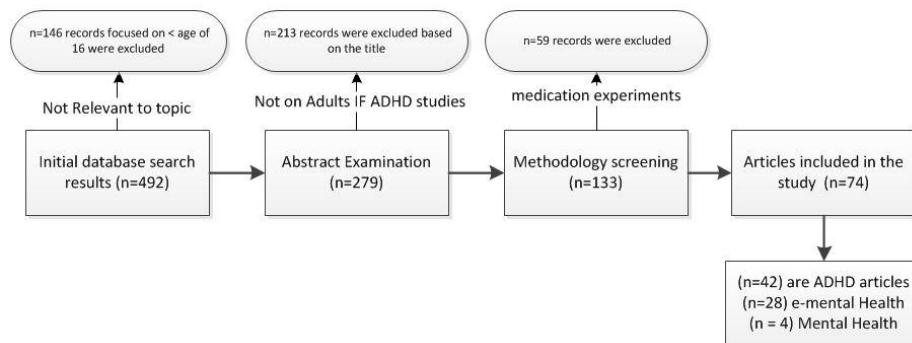 n=146 records focused on < age of
16 were excluded
n=213 records were excluded based
on the title
n=59 records were excluded
Not Relevant to topic
Not on Adults IF ADHD studies
medication experiments
Initial database search
results (n=492)
Abstract Examination
(n=279)
Methodology screening
(n=133)
Articles included in the
study (n=74)
(n=42) are ADHD articles
(n=28) e-mental Health
(n = 4) Mental Health